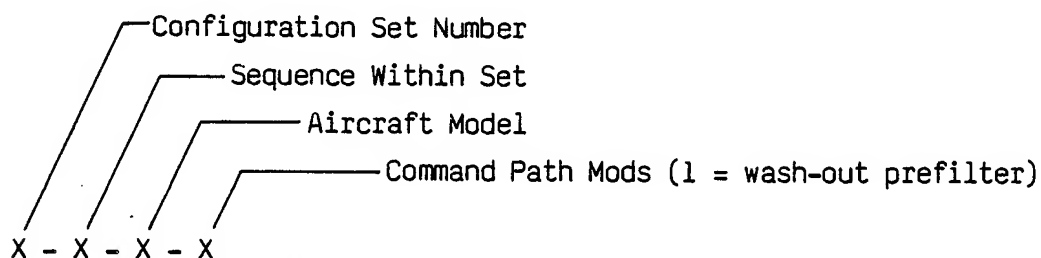 Configuration Set Number
Sequence Within Set
Aircraft Model
Command Path Mods (1 = wash-out prefilter)
X - X - X - X